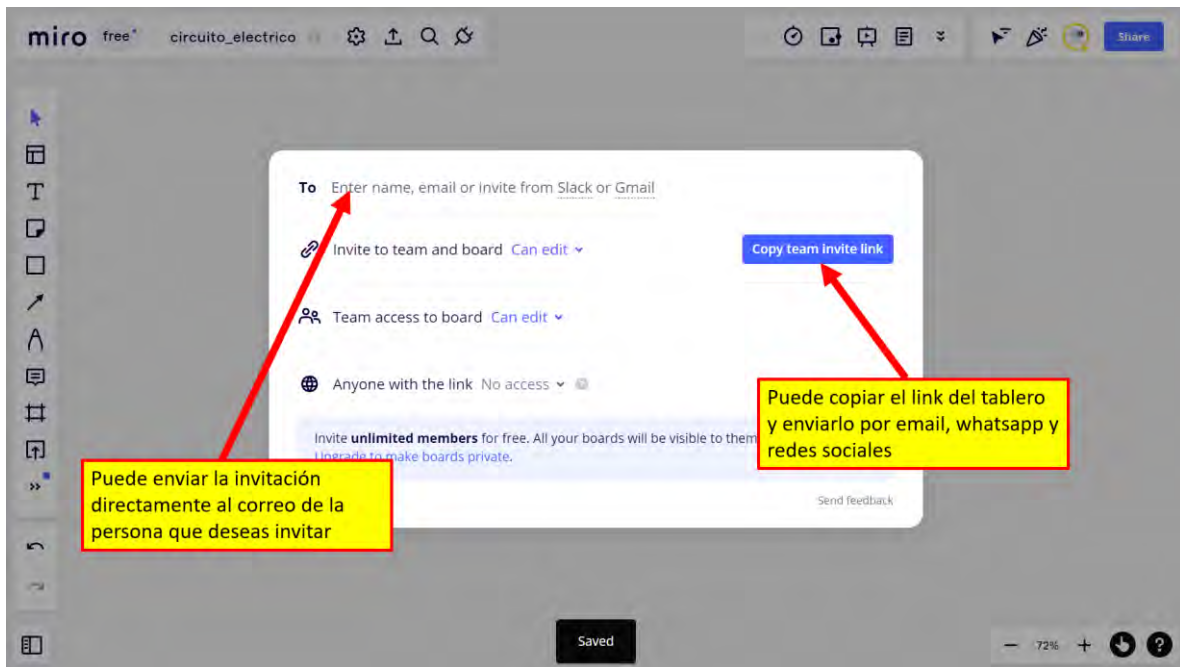 miro free circuito_electrico
Share
To Enter name, email or invite from Slack or Gmail
Invite to team and board Can edit
Copy team invite link
Team access to board Can edit
Anyone with the link No access
Puede copiar el link del tablero
y enviarlo por email, whatsapp y
redes sociales
Invite unlimited members for free. All your boards will be visible to them
Upgrade to make boards private.
Puede enviar la invitación
directamente al correo de la
persona que deseas invitar
Send feedback
Saved
72%